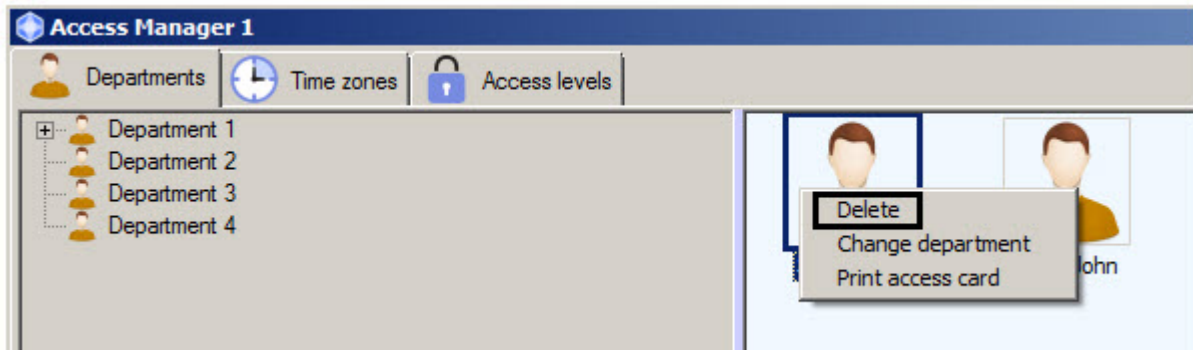 Access Manager 1
Departments Time zones Access levels
Department 1
Department 2
Department 3
Department 4
Delete
Change department
Print access card